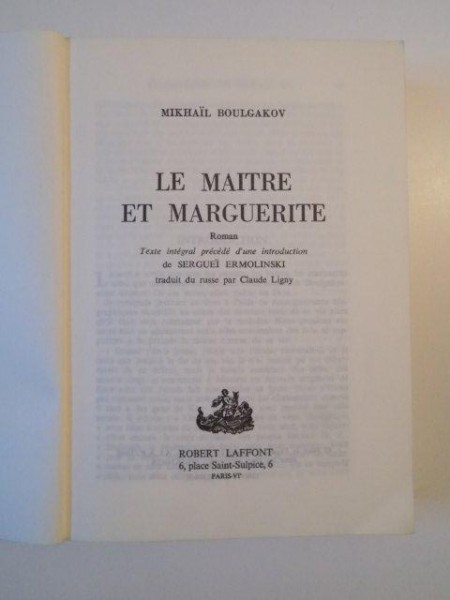 MIKHAÏL BOULGAKOV
LE MAITRE
ET MARGUERITE
Roman
Texte intégral précédé d'une introduction
de SERGUEÏ ERMOLINSKI
traduit du russe par Claude Ligny
ROBERT LAFFONT
6, place Saint-Sulpice, 6
PARIS-VIᵉ